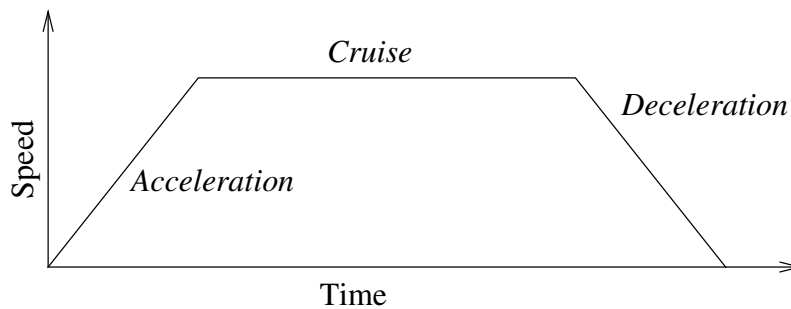 Cruise
Deceleration
Speed
Acceleration
Time